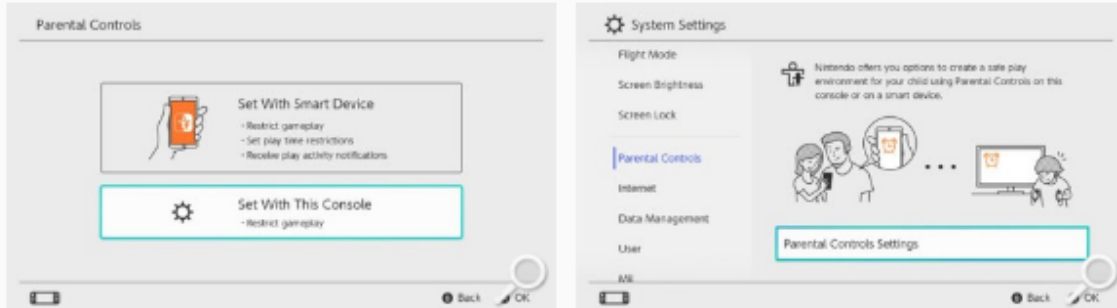 Parental Controls
Set With Smart Device
- Restrict gameplay
- Set play time restrictions
- Receive play activity notifications
Set With This Console
- Restrict gameplay
B Back
OK
System Settings
Flight Mode
Screen Brightness
Screen Lock
Parental Controls
Internet
Data Management
User
Nintendo offers you options to create a safe play
environment for your child using Parental Controls on this
console or on a smart device.
Parental Controls Settings
B Back
OK